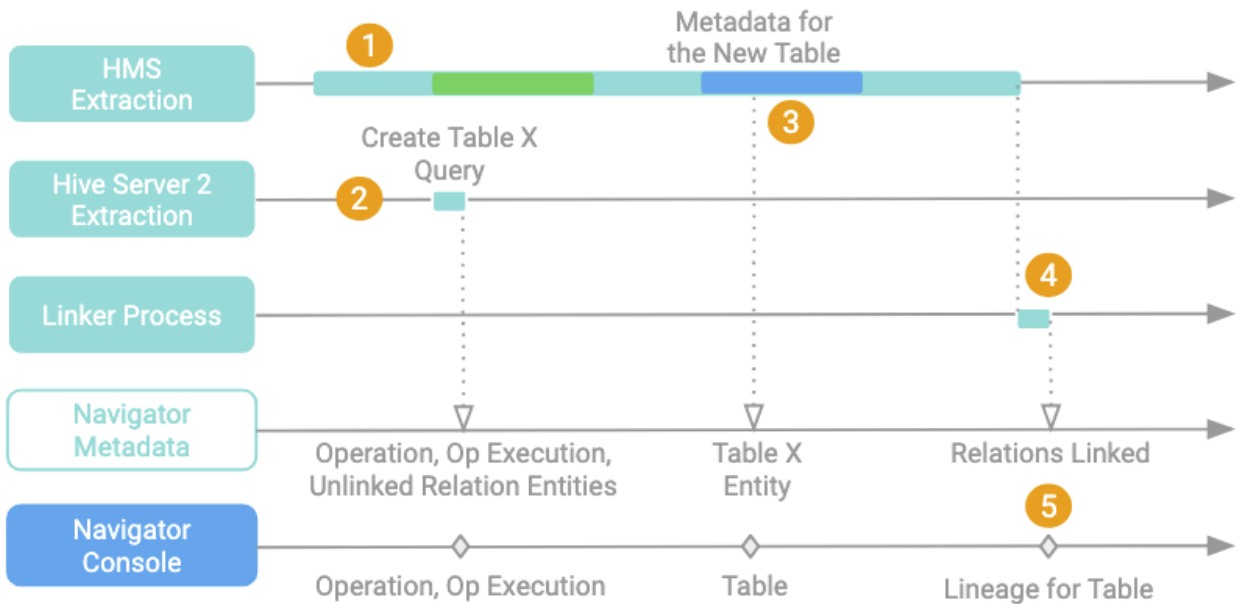 1
Metadata for
the New Table
HMS
Extraction
3
Create Table X
Query
Hive Server 2
Extraction
2
4
Linker Process
Navigator
Metadata
Operation, Op Execution,
Unlinked Relation Entities
Table X
Entity
Relations Linked
5
Navigator
Console
Operation, Op Execution
Table
Lineage for Table